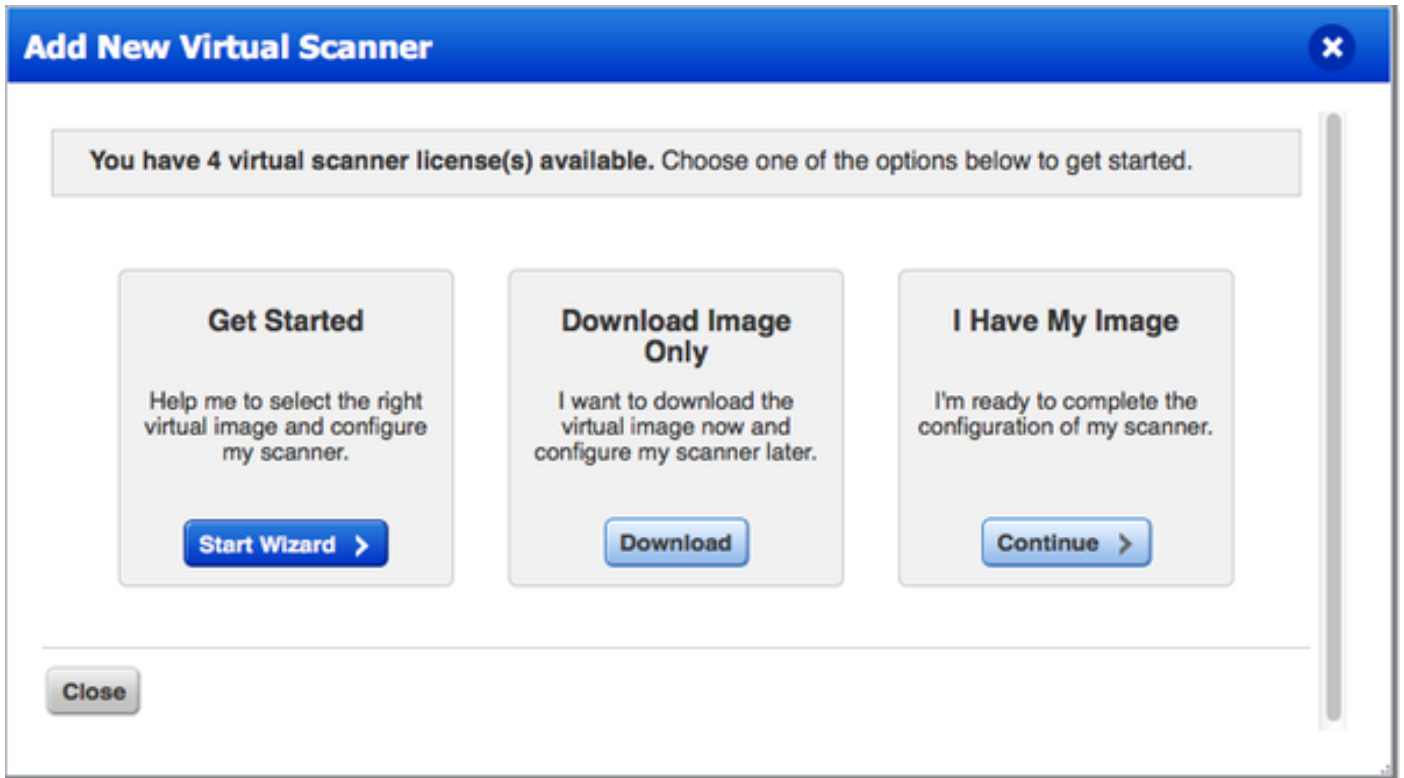 Add New Virtual Scanner
You have 4 virtual scanner license(s) available. Choose one of the options below to get started.
Get Started
Help me to select the right
virtual image and configure
my scanner.
Start Wizard
Download Image
Only
I want to download the
virtual image now and
configure my scanner later.
Download
I Have My Image
I'm ready to complete the
configuration of my scanner.
Continue
Close